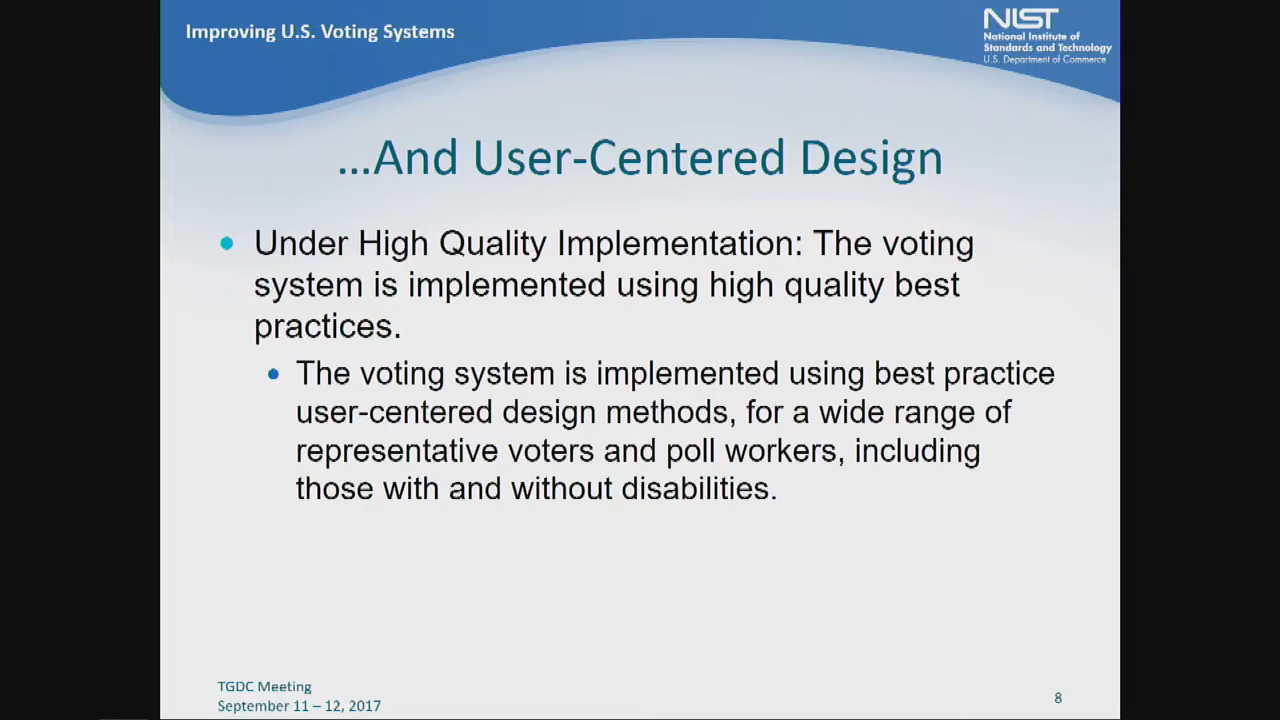 Improving U.S. Voting Systems
NIST
National Institute of
Standards and Technology
U.S. Department of Commerce
...And User-Centered Design
• Under High Quality Implementation: The voting
system is implemented using high quality best
practices.
• The voting system is implemented using best practice
user-centered design methods, for a wide range of
representative voters and poll workers, including
those with and without disabilities.
TGDC Meeting
September 11 – 12, 2017
8